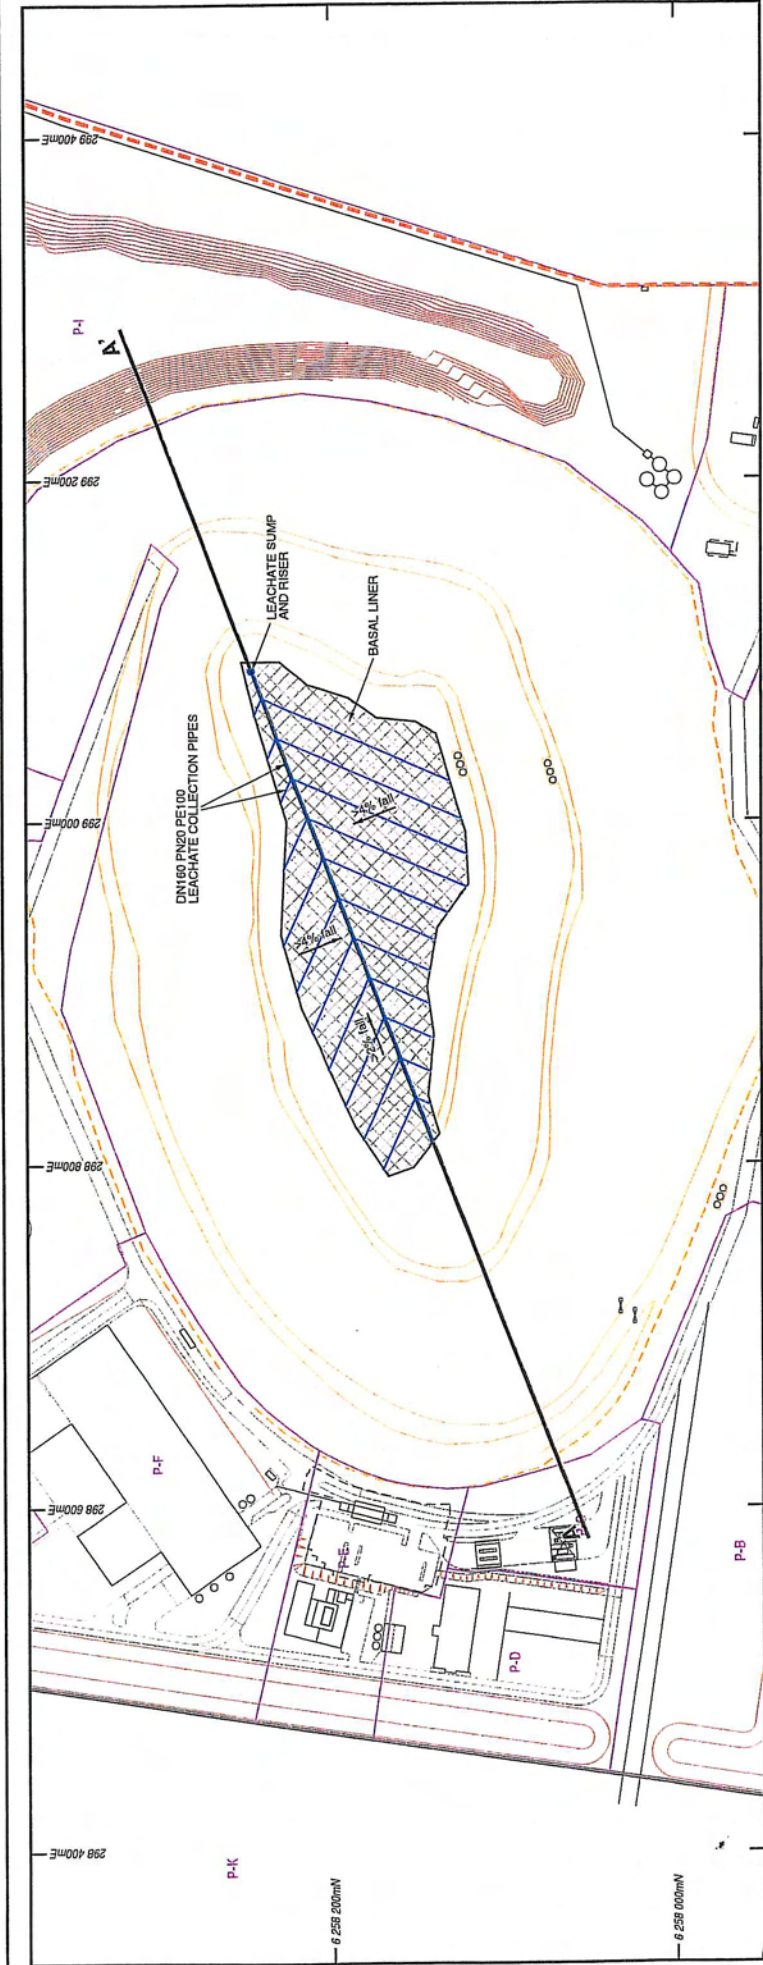 299 400mE
P-I
A'
299 200mE
LEACHATE SUMP
AND RISER
BASAL LINER
DN160 PN20 PE100
LEACHATE COLLECTION PIPES
299 000mE
>4% fall
>4% fall
>2% fall
298 800mE
P-F
298 600mE
P-E
A
P-D
P-B
298 400mE
P-K
6 258 200mN
6 258 000mN